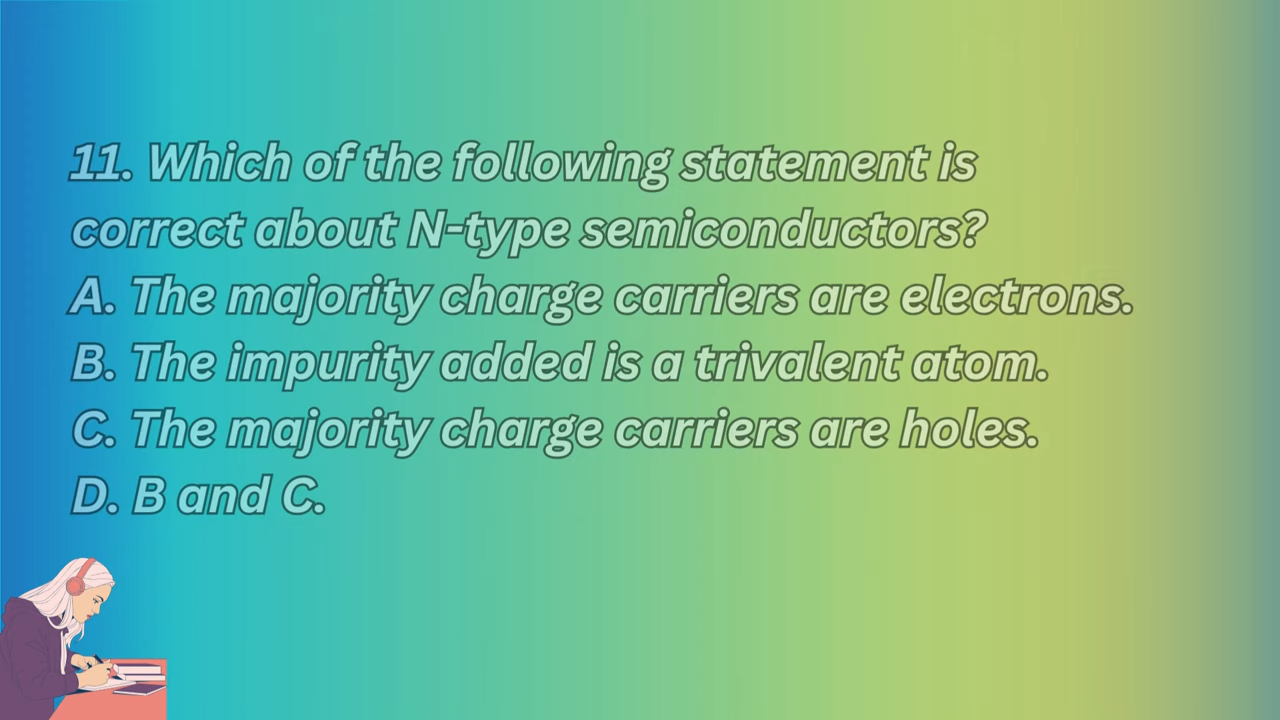 11. Which of the following statement is
correct about N-type semiconductors?
A. The majority charge carriers are electrons.
B. The impurity added is a trivalent atom.
C. The majority charge carriers are holes.
D. B and C.